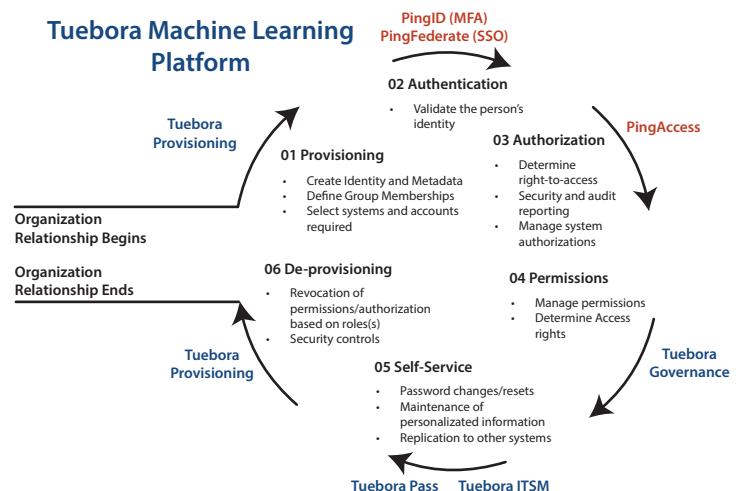 Tuebora Machine Learning
Platform
PingID (MFA)
PingFederate (SSO)
02 Authentication
• Validate the person's
identity
Tuebora
Provisioning
PingAccess
03 Authorization
• Determine
right-to-access
• Security and audit
reporting
• Manage system
authorizations
01 Provisioning
• Create Identity and Metadata
• Define Group Memberships
• Select systems and accounts
required
Organization
Relationship Begins
Organization
Relationship Ends
06 De-provisioning
• Revocation of
permissions/authorization
based on roles(s)
• Security controls
04 Permissions
• Manage permissions
• Determine Access
rights
Tuebora
Provisioning
Tuebora
Governance
05 Self-Service
• Password changes/resets
• Maintenance of
personalizated information
• Replication to other systems
Tuebora Pass
Tuebora ITSM